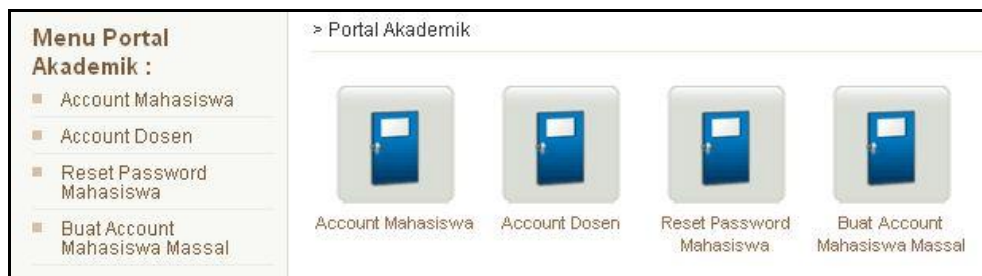 Menu Portal
Akademik :
Account Mahasiswa
Account Dosen
Reset Password
Mahasiswa
Buat Account
Mahasiswa Massal
> Portal Akademik
Account Mahasiswa
Account Dosen
Reset Password
Mahasiswa
Buat Account
Mahasiswa Massal